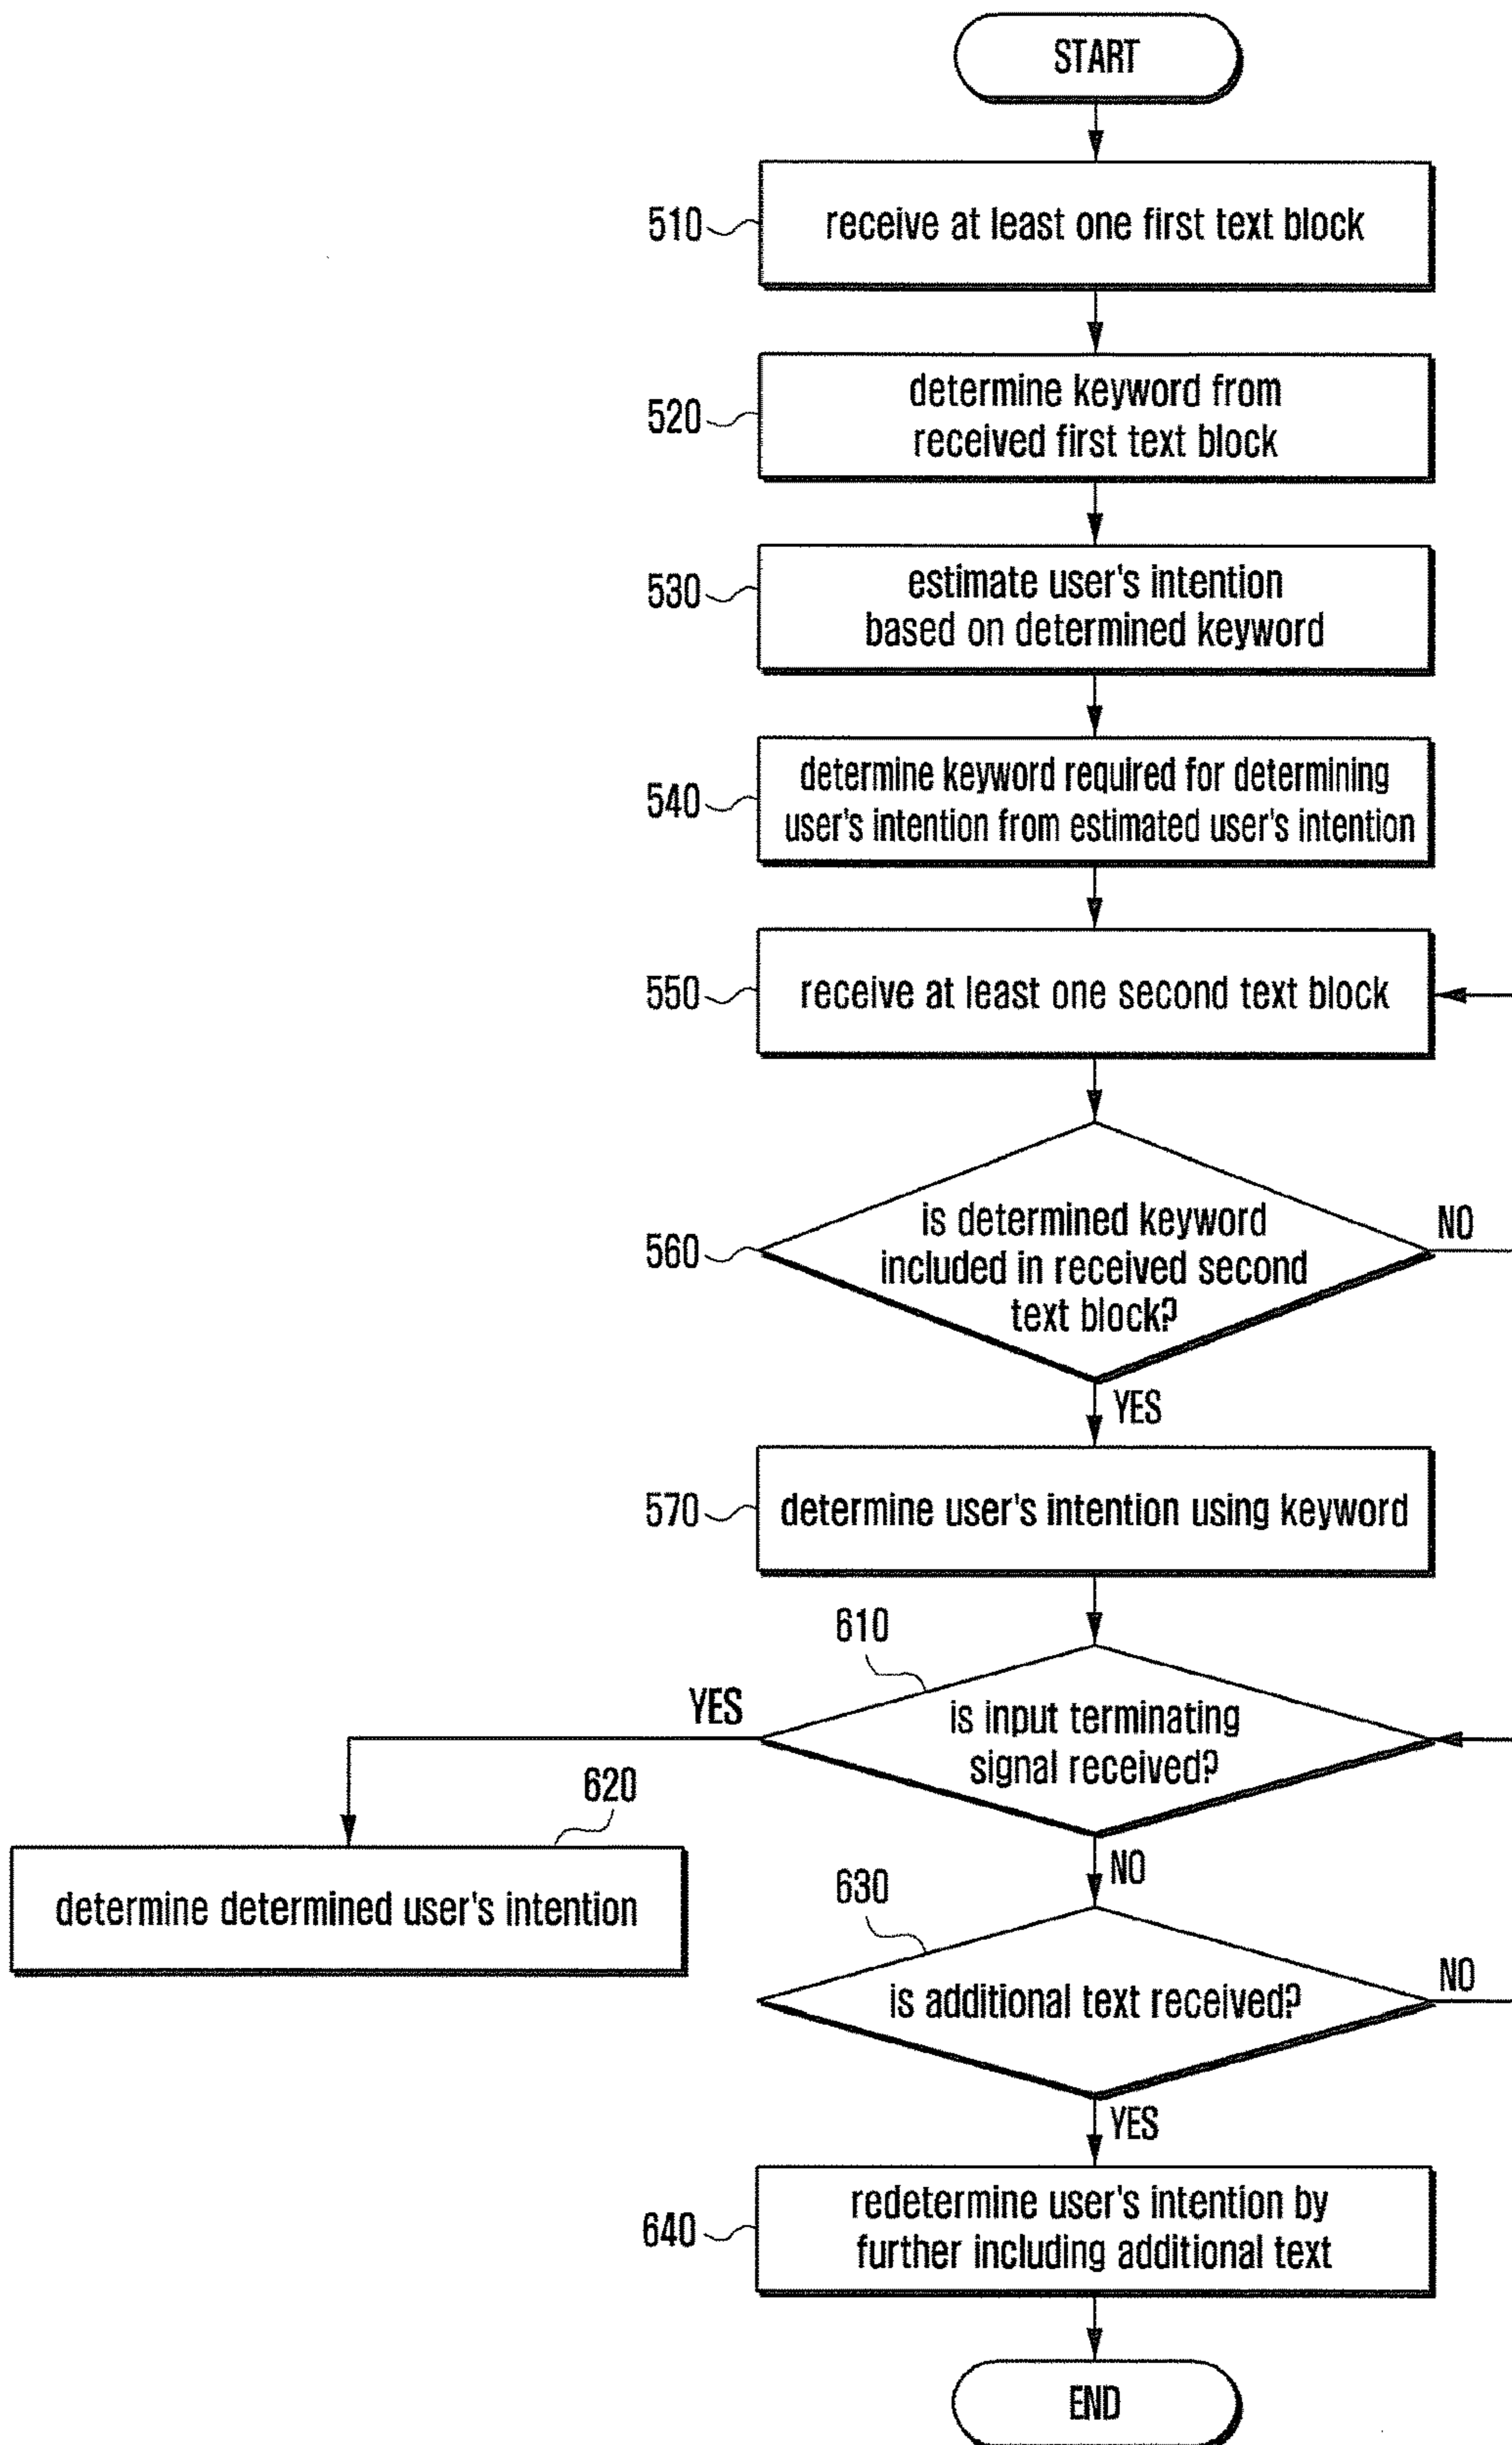 START
510
receive at least one first text block
520
determine keyword from
received first text block
530
estimate user's intention
based on determined keyword
540
determine keyword required for determining
user's intention from estimated user's intention
550
receive at least one second text block
560
is determined keyword
included in received second
text block?
NO
YES
570
determine user's intention using keyword
610
is input terminating
signal received?
YES
620
determine determined user's intention
NO
630
is additional text received?
NO
YES
640
redetermine user's intention by
further including additional text
END